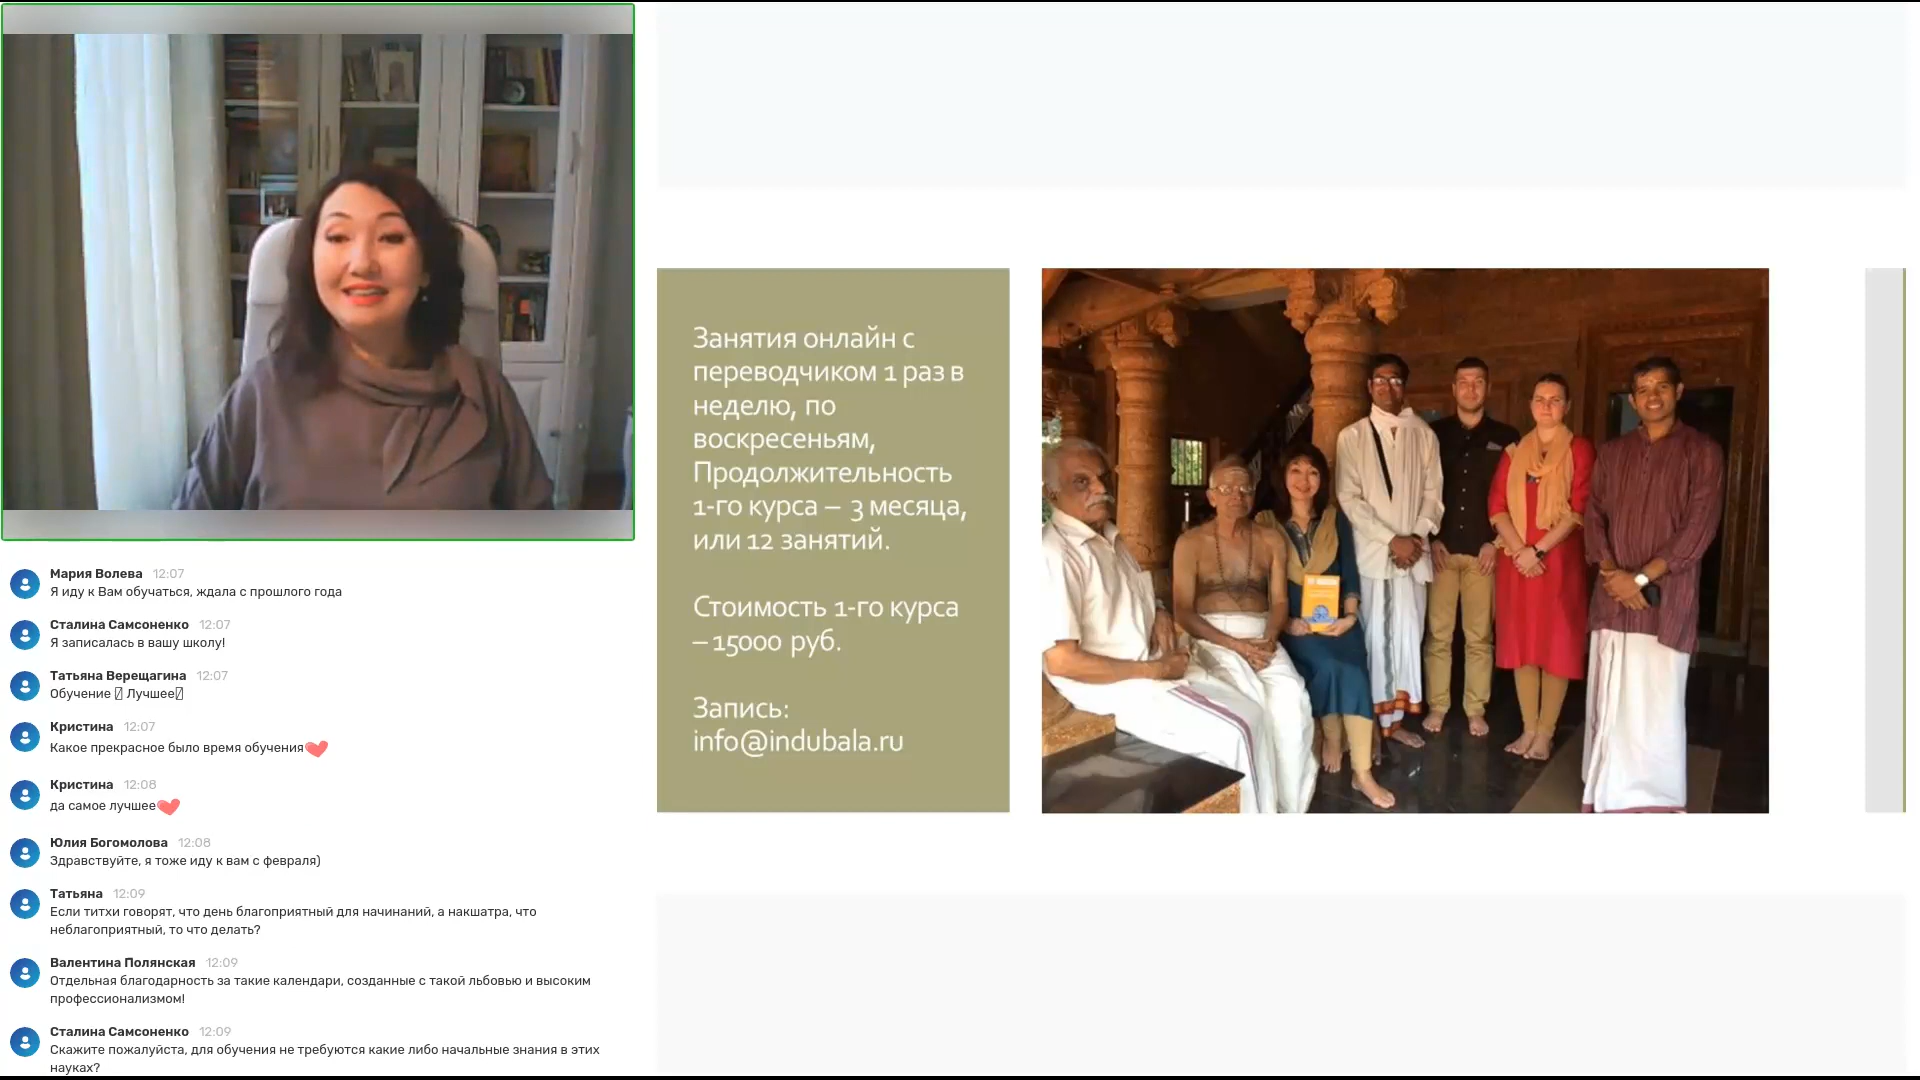 Мария Волева 12:07
Я иду к Вам обучаться, ждала с прошлого года
Сталина Самсоненко 12:07
Я записалась в вашу школу!
Татьяна Верещагина 12:07
Обучение Лучшее
Кристина 12:07
Какое прекрасное было время обучения
Кристина 12:08
да самое лучшее
Юлия Богомолова 12:08
Здравствуйте, я тоже иду к вам с февраля)
Татьяна 12:09
Если титхи говорят, что день благоприятный для начинаний, а накшатра, что
неблагоприятный, то что делать?
Валентина Полянская 12:09
Отдельная благодарность за такие календари, созданные с такой льбовью и высоким
профессионализмом!
Сталина Самсоненко 12:09
Скажите пожалуйста, для обучения не требуются какие либо начальные знания в этих
науках?
Занятия онлайн с
переводчиком 1 раз в
неделю, по
воскресеньям,
Продолжительность
1-го курса – 3 месяца,
или 12 занятий.
Стоимость 1-го курса
– 15000 руб.
Запись:
info@indubala.ru